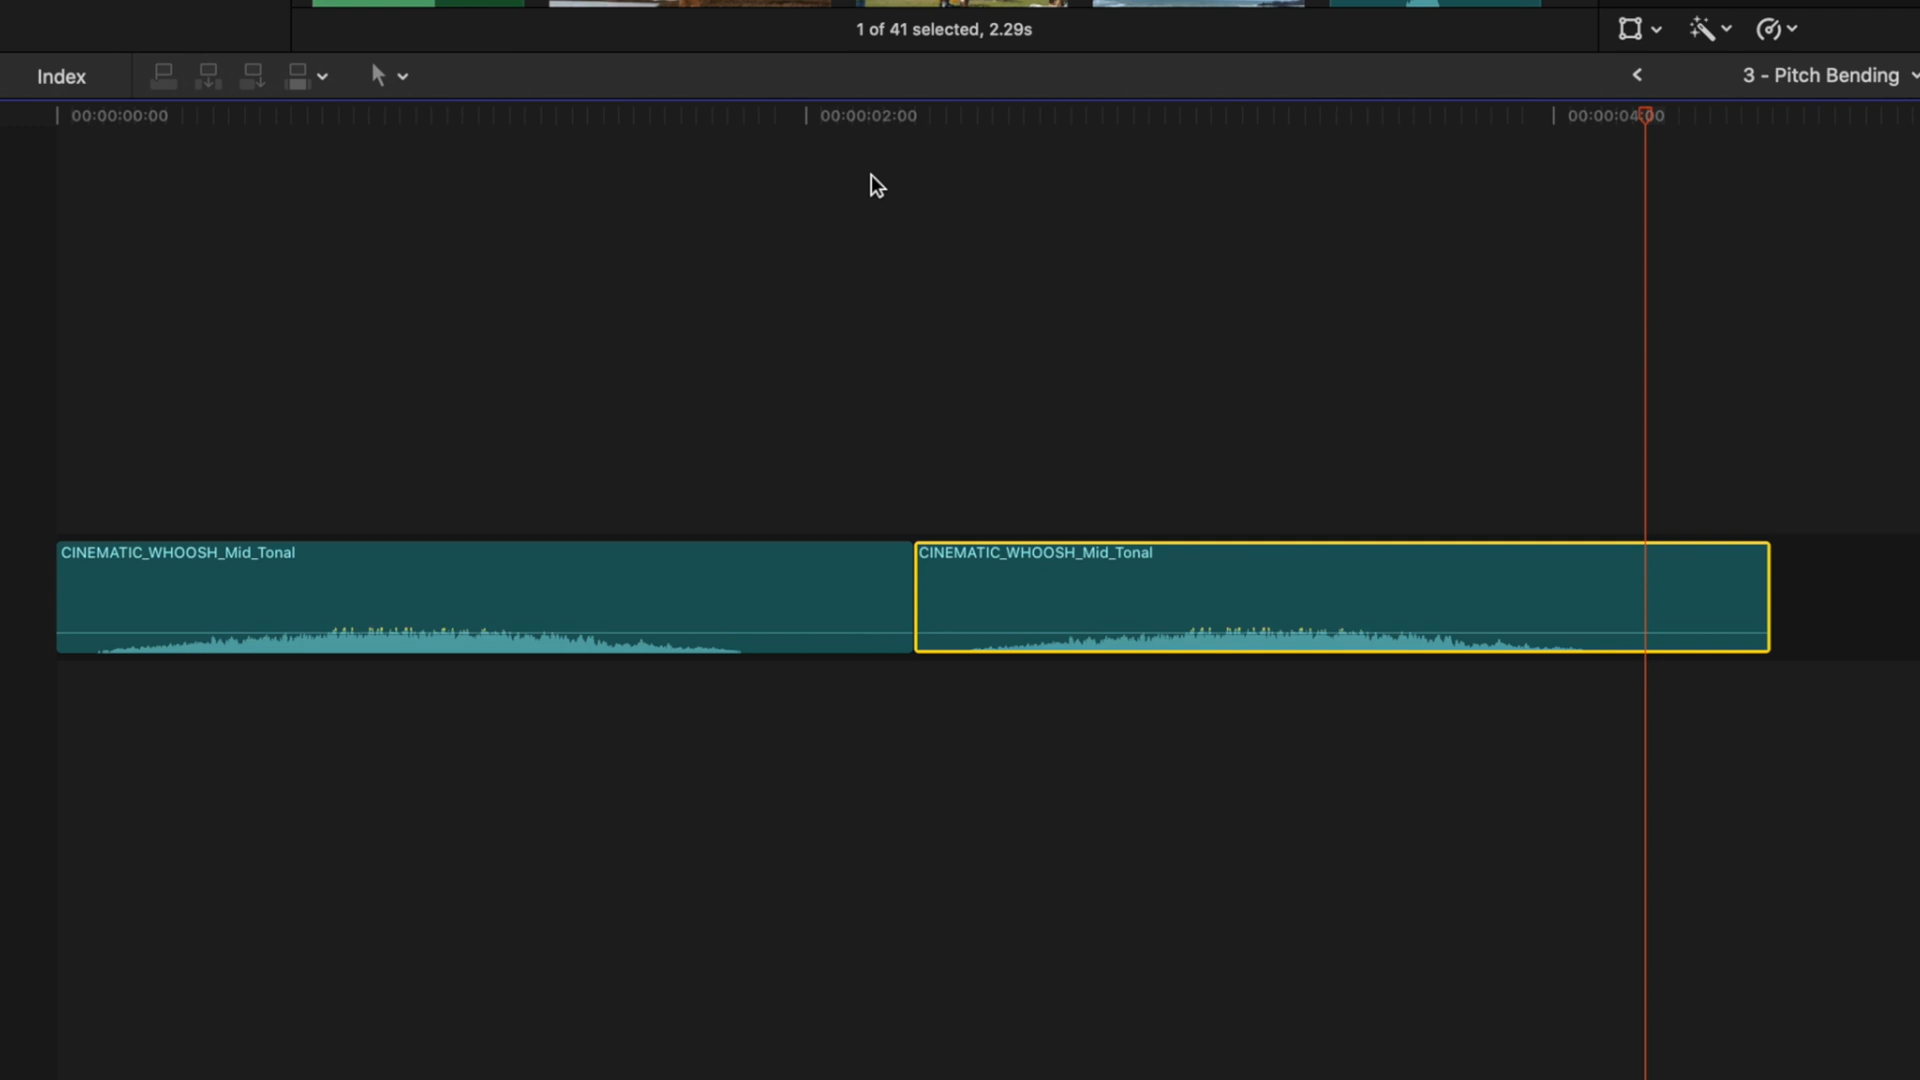 1 of 41 selected, 2.29s
Index
3 - Pitch Bending
00:00:00:00
00:00:02:00
00:00:04:00
CINEMATIC_WHOOSH_Mid_Tonal
CINEMATIC_WHOOSH_Mid_Tonal